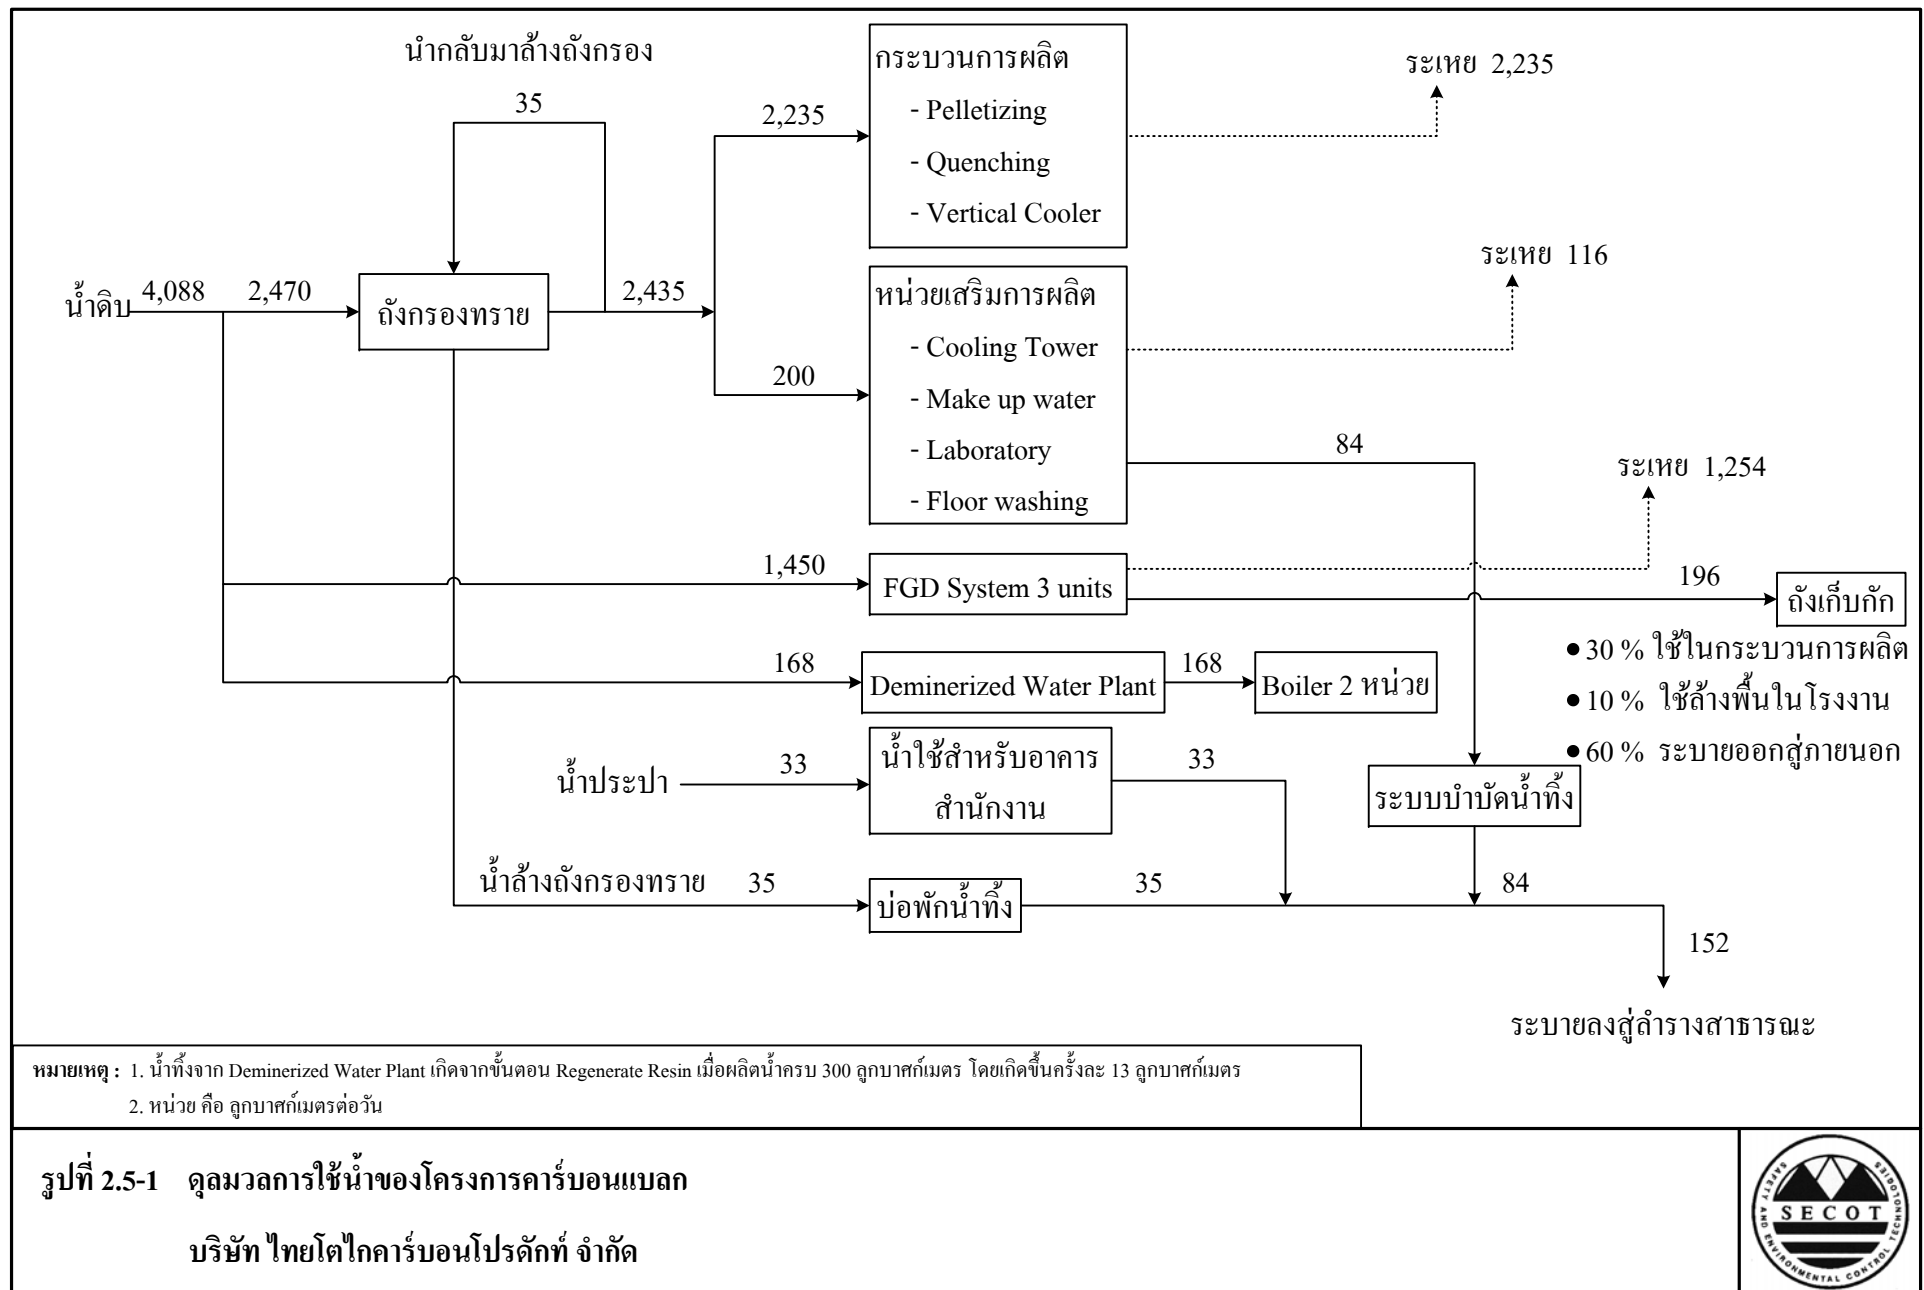 นำกลับมาล้างถังกรอง
35
น้ำดิบ
4,088
2,470
ถังกรองทราย
2,435
2,235
กระบวนการผลิต
- Pelletizing
- Quenching
- Vertical Cooler
ระเหย 2,235
200
หน่วยเสริมการผลิต
- Cooling Tower
- Make up water
- Laboratory
- Floor washing
ระเหย 116
84
1,450
FGD System 3 units
ระเหย 1,254
196
ถังเก็บกัก
● 30 % ใช้ในกระบวนการผลิต
● 10 % ใช้ล้างพื้นในโรงงาน
● 60 % ระบายออกสู่ภายนอก
168
Deminerized Water Plant
168
Boiler 2 หน่วย
น้ำประปา
33
น้ำใช้สำหรับอาคาร
สำนักงาน
33
ระบบบำบัดน้ำทิ้ง
น้ำล้างถังกรองทราย 35
บ่อพักน้ำทิ้ง
35
84
152
ระบายลงสู่ลำรางสาธารณะ
หมายเหตุ : 1. น้ำทิ้งจาก Deminerized Water Plant เกิดจากขั้นตอน Regenerate Resin เมื่อผลิตน้ำครบ 300 ลูกบาศก์เมตร โดยเกิดขึ้นครั้งละ 13 ลูกบาศก์เมตร
2. หน่วย คือ ลูกบาศก์เมตรต่อวัน
รูปที่ 2.5-1 ดุลมวลการใช้น้ำของโครงการคาร์บอนแบลก
บริษัท ไทยโตไกคาร์บอนโปรดักท์ จำกัด
SECOT
SAFETY AND ENVIRONMENTAL CONTROL TECHNOLOGIES